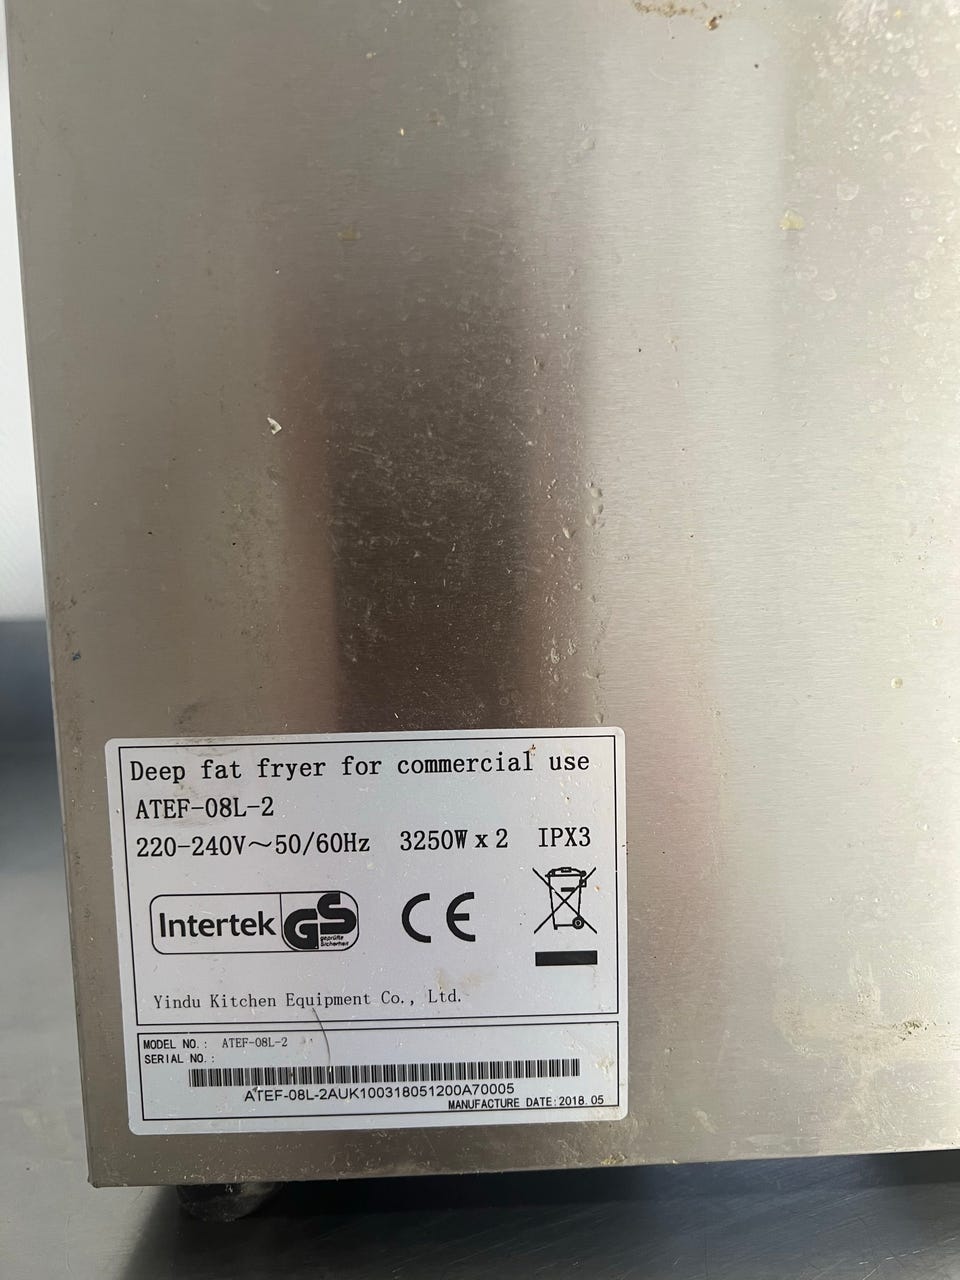 Deep fat fryer for commercial use
ATEF-08L-2
220-240V～50/60Hz 3250W x 2 IPX3
Intertek GS geprüfte Sicherheit CE
Yindu Kitchen Equipment Co., Ltd.
MODEL NO.: ATEF-08L-2
SERIAL NO.:
ATEF-08L-2AUK100318051200A70005
MANUFACTURE DATE:2018.05